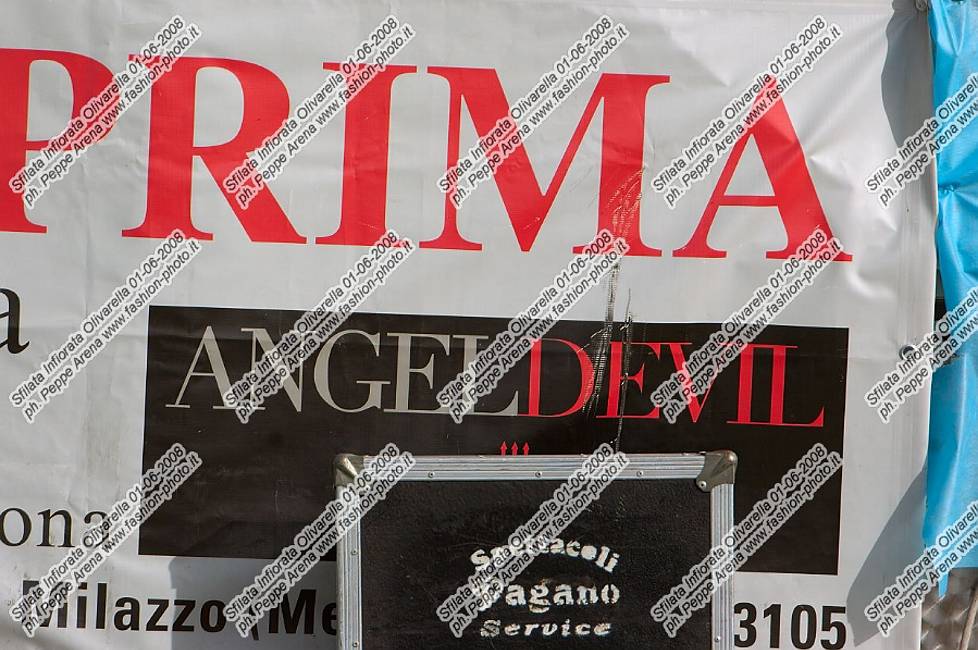 PRIMA
a
ANGELDEVIL
ona
Milazzo (Me
3105
Spettacoli
Pagano
Service
Sfilata Infiorata Olivarella 01-06-2008
ph. Peppe Arena www.fashion-photo.it